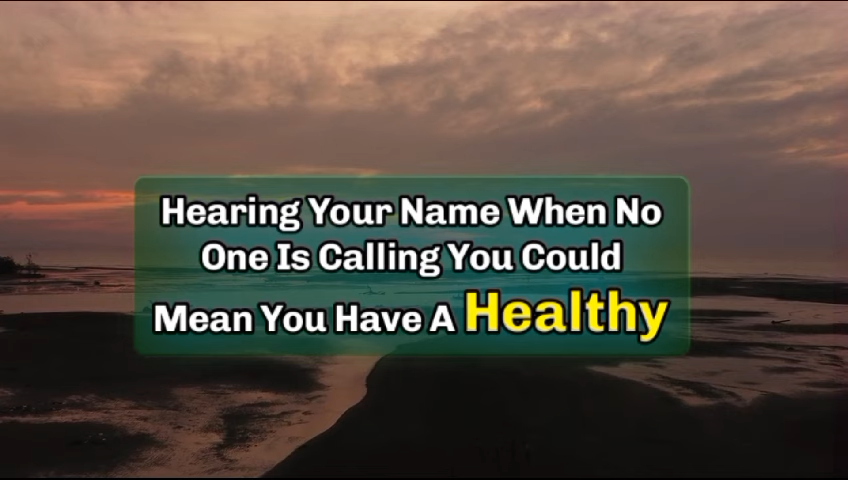 Hearing Your Name When No
One Is Calling You Could
Mean You Have A Healthy